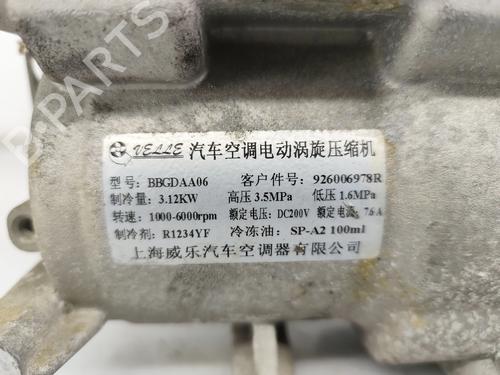 VELLE 汽车空调电动涡旋压缩机
型号: BBGDAA06 客户件号: 926006978R
制冷量: 3.12KW 高压 3.5MPa 低压 1.6MPa
转速: 1000-6000rpm 额定电压: DC200V 额定电流: 7.6A
制冷剂: R1234YF 冷冻油: SP-A2 100ml
上海威乐汽车空调器有限公司
B-PARTS